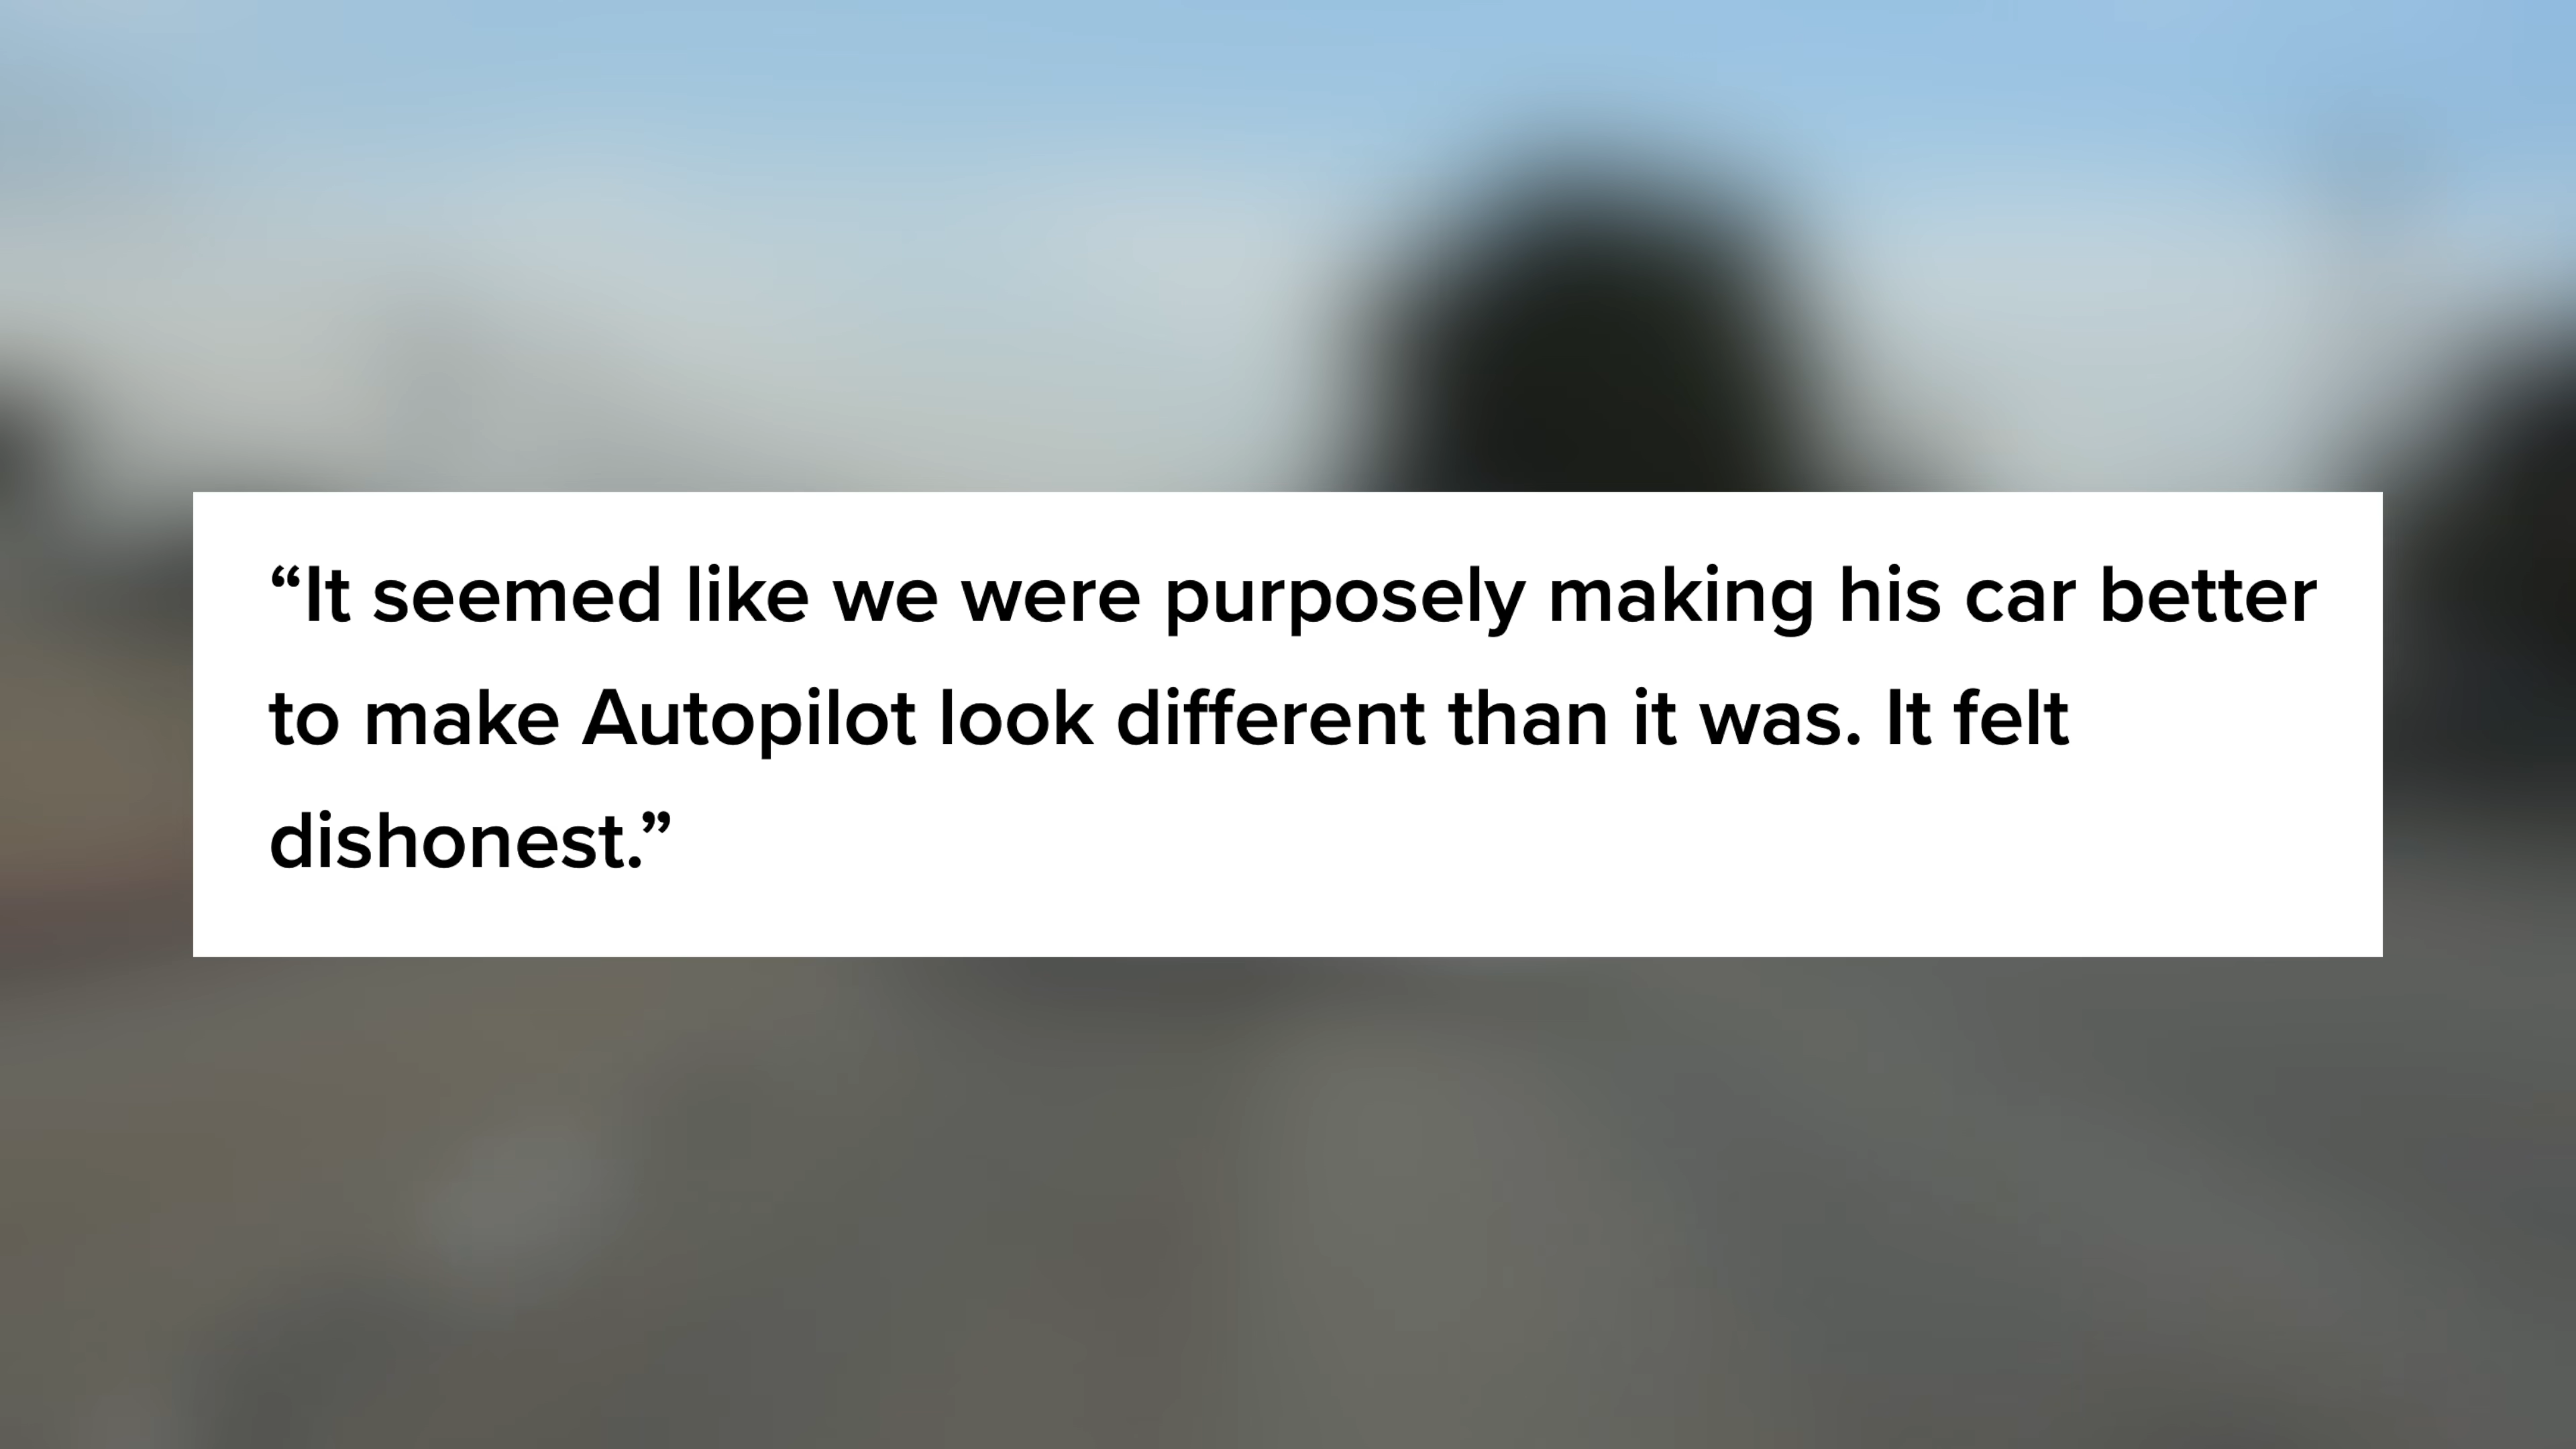 “It seemed like we were purposely making his car better
to make Autopilot look different than it was. It felt
dishonest.”